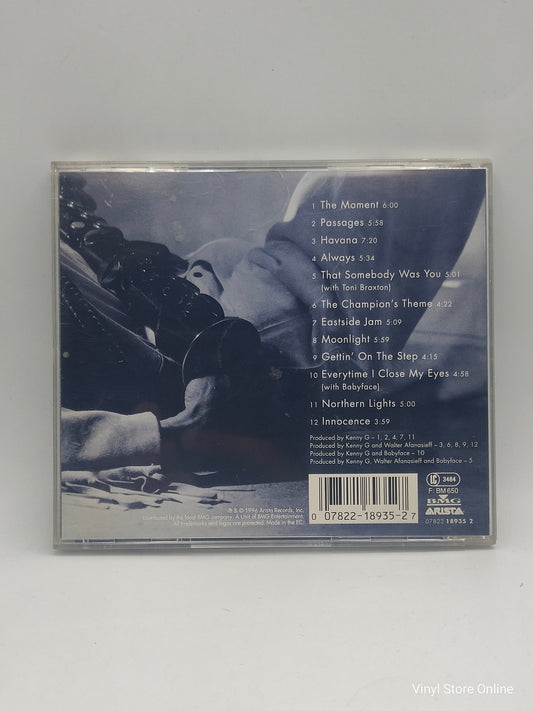 1 The Moment 6:00
2 Passages 5:58
3 Havana 7:20
4 Always 5:34
5 That Somebody Was You 5:01
(with Toni Braxton)
6 The Champion's Theme 4:22
7 Eastside Jam 5:09
8 Moonlight 5:59
9 Gettin' On The Step 4:15
10 Everytime I Close My Eyes 4:58
(with Babyface)
11 Northern Lights 5:00
12 Innocence 3:59
Produced by Kenny G – 1, 2, 4, 7, 11
Produced by Kenny G and Walter Afanasieff – 3, 6, 8, 9, 12
Produced by Kenny G and Babyface – 10
Produced by Kenny G, Walter Afanasieff and Babyface – 5
LC 3484
F: BM 650
BMG
ARISTA
07822 18935 2
0 07822-18935-2 7
℗ & © 1996 Arista Records, Inc.
Distributed by the local BMG company. A Unit of BMG Entertainment.
All trademarks and logos are protected. Made in the EC.
Vinyl Store Online